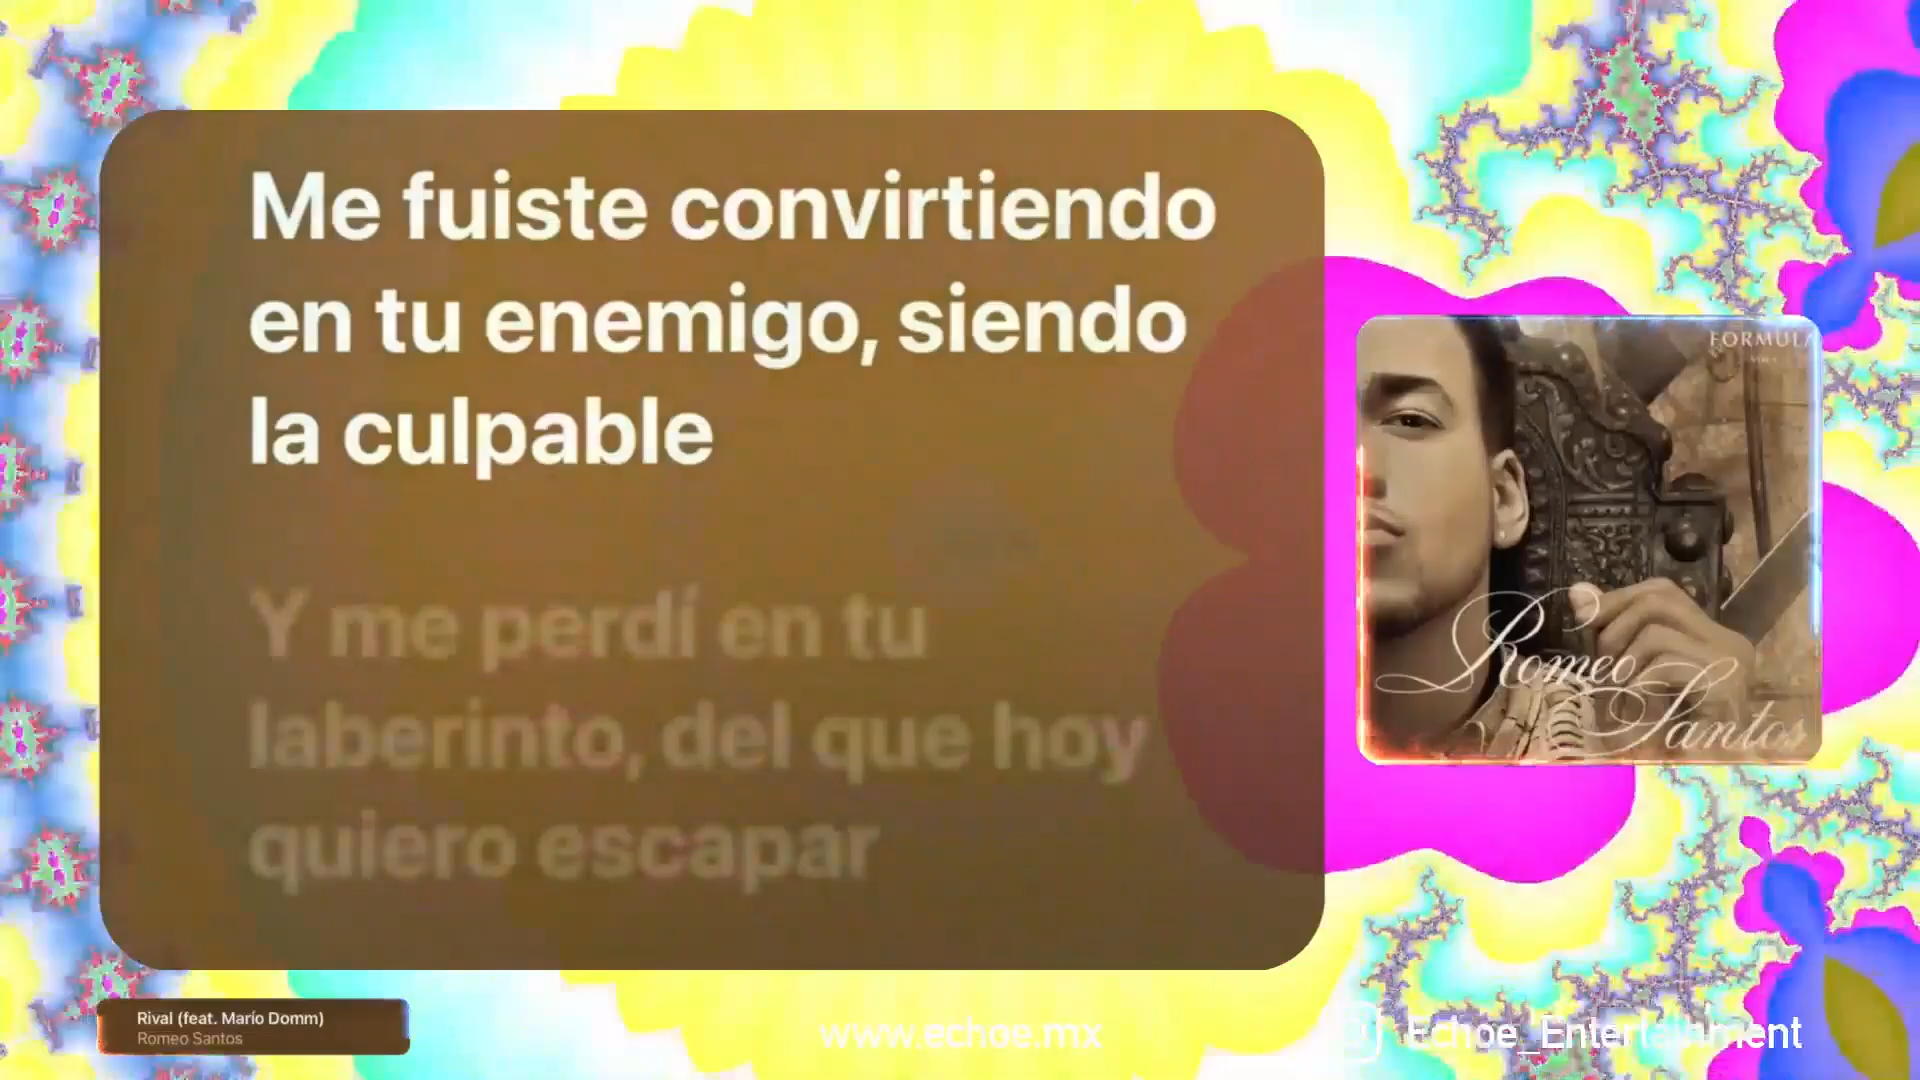 Me fuiste convirtiendo
en tu enemigo, siendo
la culpable
Y me perdí en tu
laberinto, del que hoy
quiero escapar
FORMULA
Romeo
Santos
Rival (feat. Marío Domm)
Romeo Santos
www.echoe.mx
Echoe_Entertainment